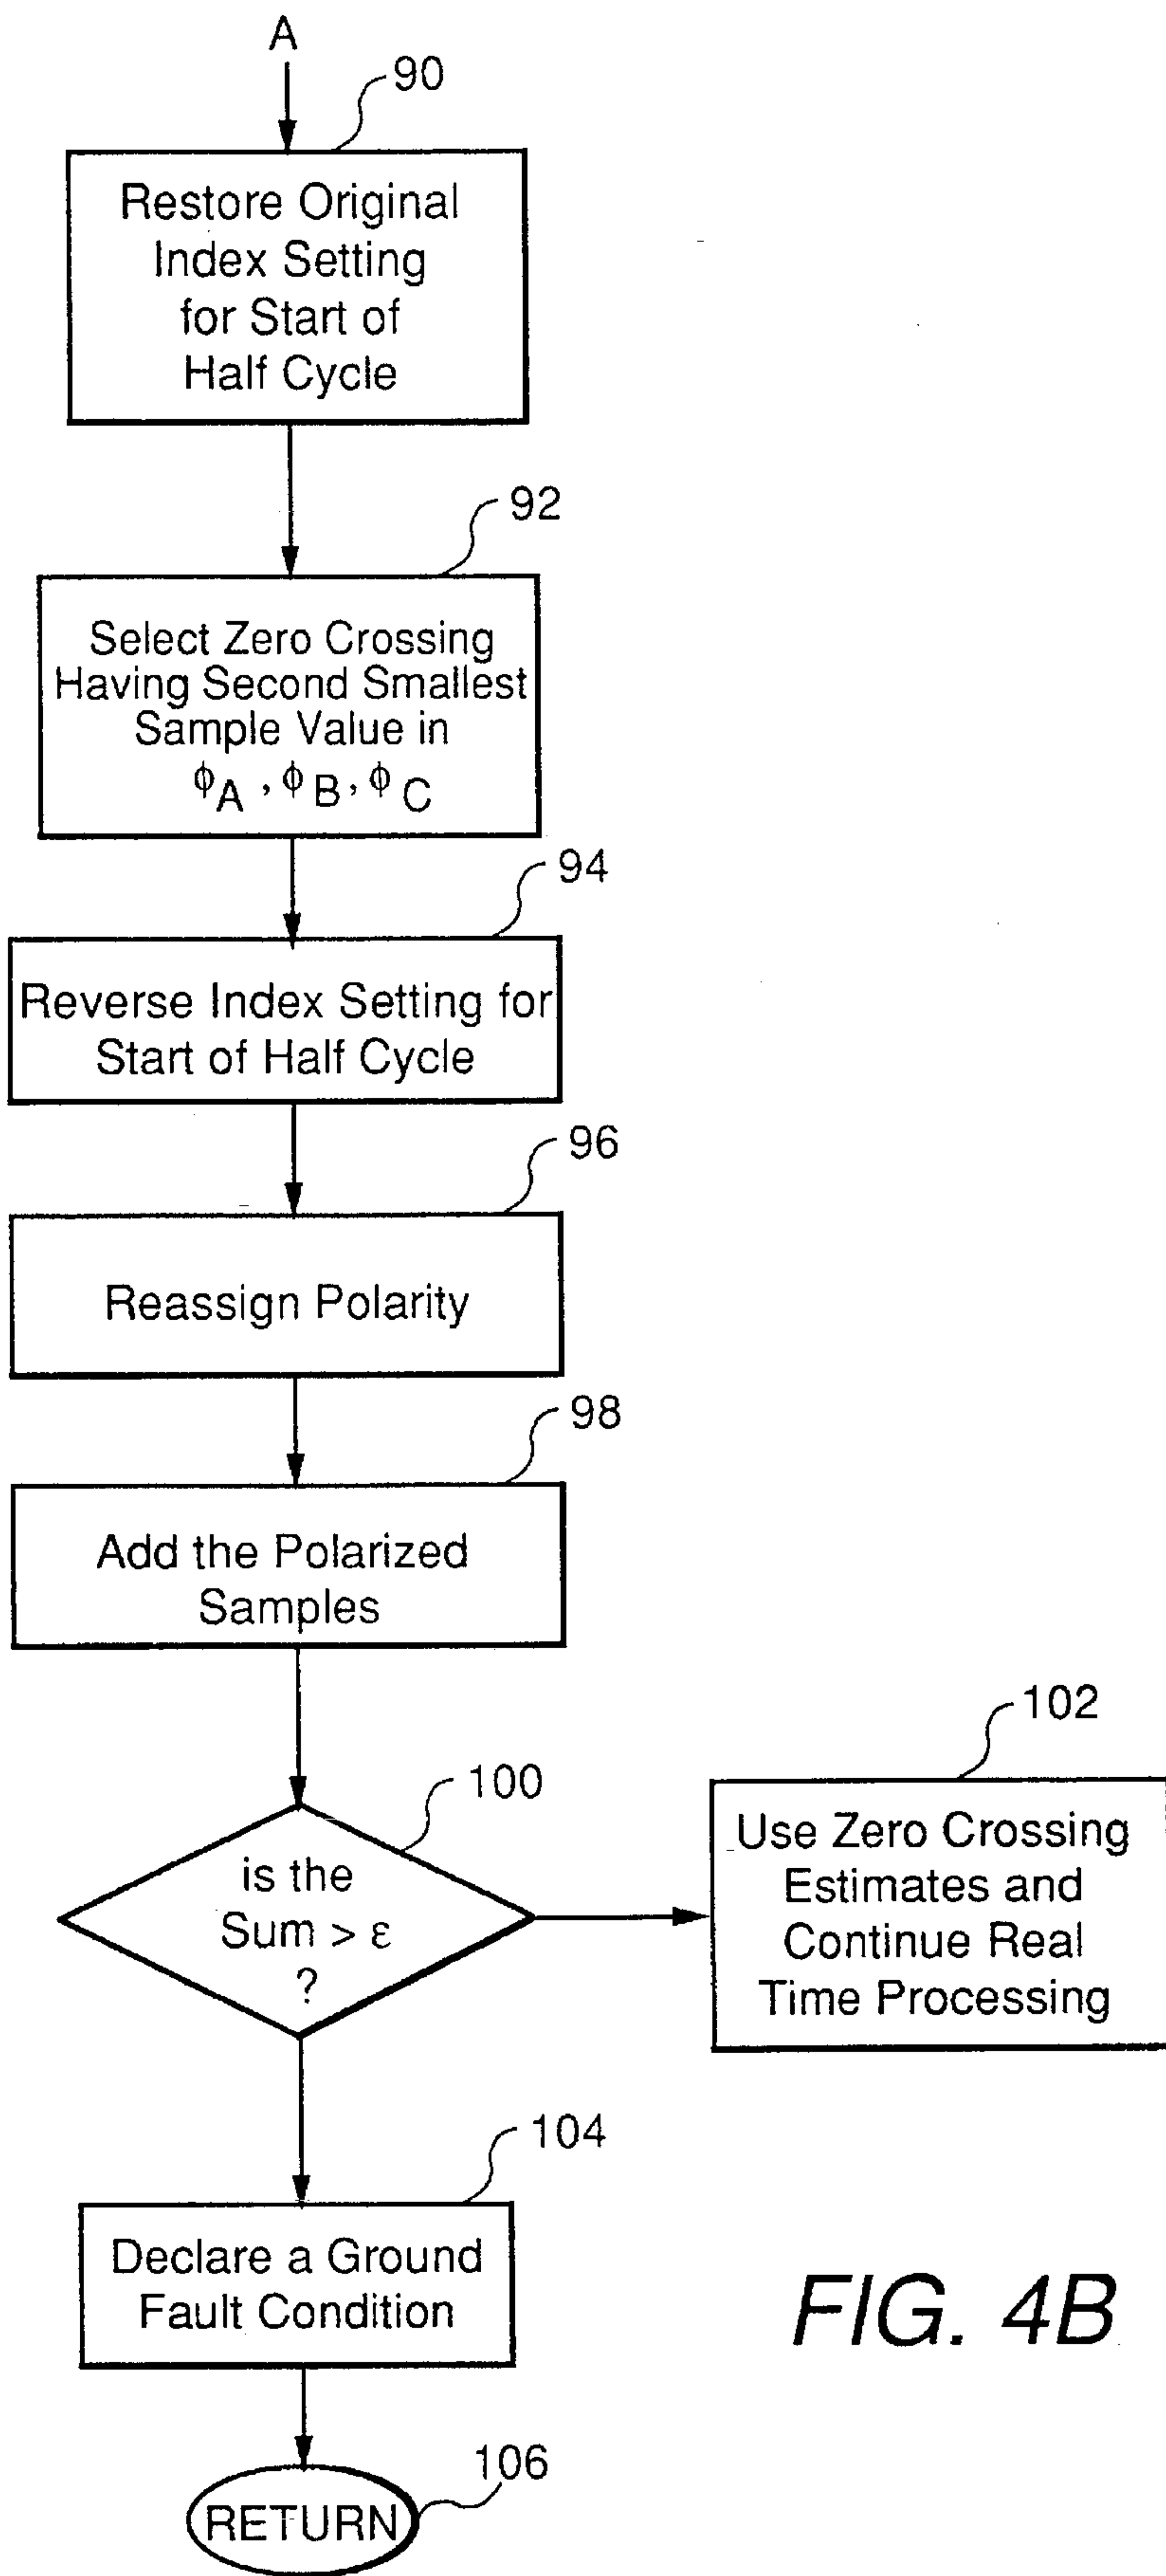 A
90
Restore Original
Index Setting
for Start of
Half Cycle
92
Select Zero Crossing
Having Second Smallest
Sample Value in
ϕA , ϕB, ϕC
94
Reverse Index Setting for
Start of Half Cycle
96
Reassign Polarity
98
Add the Polarized
Samples
100
is the
Sum > ε
?
102
Use Zero Crossing
Estimates and
Continue Real
Time Processing
104
Declare a Ground
Fault Condition
106
RETURN
FIG. 4B